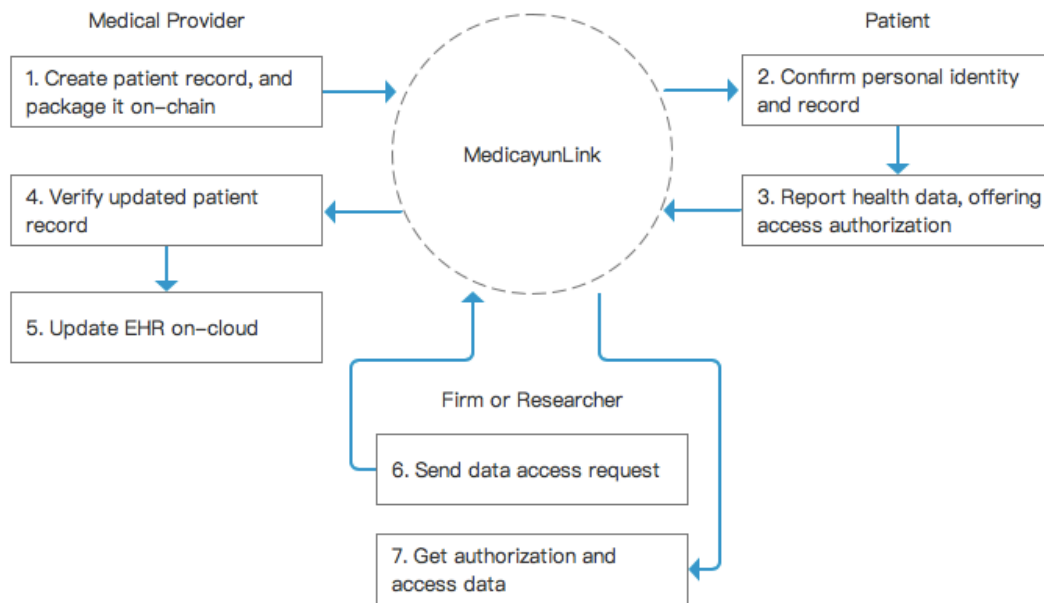 Medical Provider
Patient
1. Create patient record, and
package it on-chain
2. Confirm personal identity
and record
MedicayunLink
4. Verify updated patient
record
3. Report health data, offering
access authorization
5. Update EHR on-cloud
Firm or Researcher
6. Send data access request
7. Get authorization and
access data